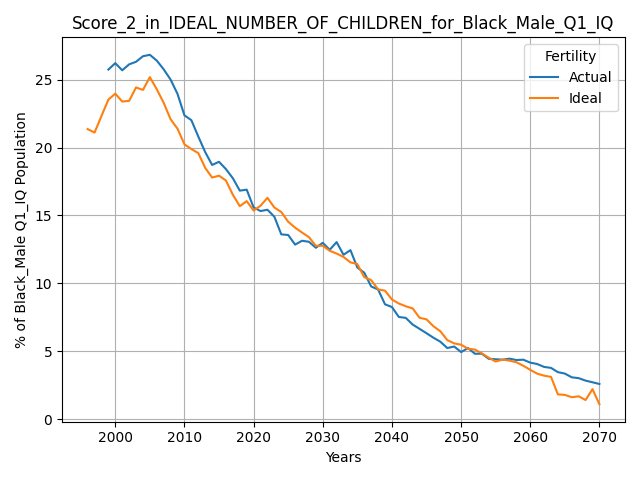 Score_2_in_IDEAL_NUMBER_OF_CHILDREN_for_Black_Male_Q1_IQ
Fertility
Actual
Ideal
% of Black_Male Q1_IQ Population
25
20
15
10
5
0
2000 2010 2020 2030 2040 2050 2060 2070
Years